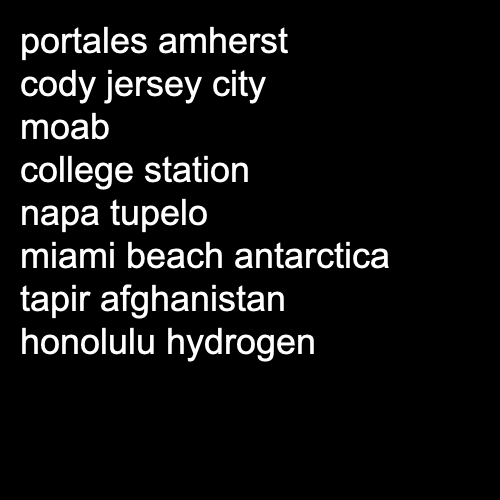 portales amherst
cody jersey city
moab
college station
napa tupelo
miami beach antarctica
tapir afghanistan
honolulu hydrogen